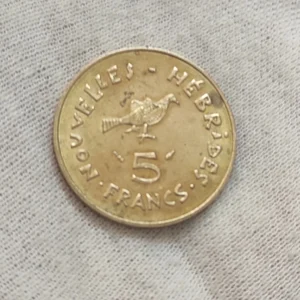 NOUVELLES - HÉBRIDES
5
· FRANCS ·